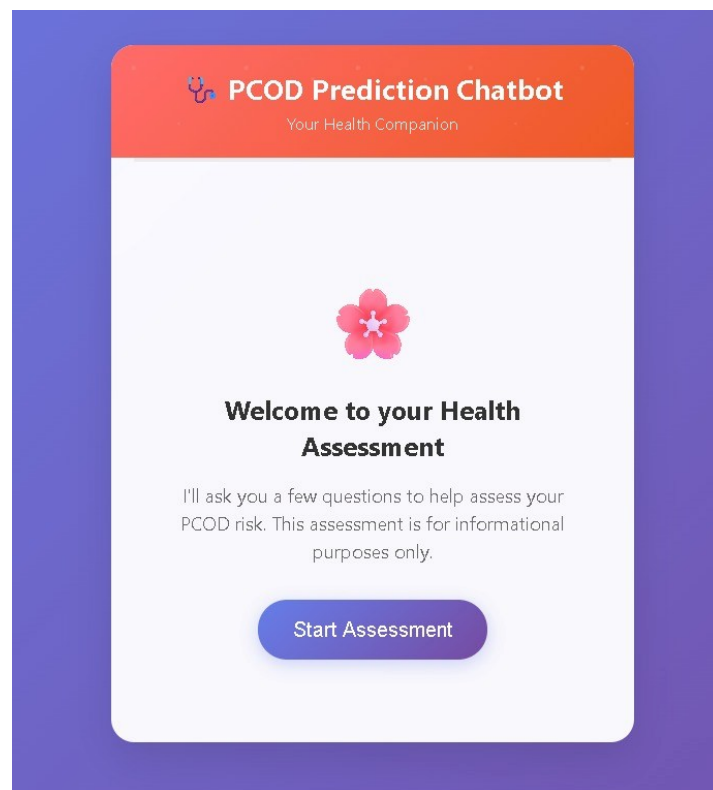 PCOD Prediction Chatbot
Your Health Companion
Welcome to your Health
Assessment
I'll ask you a few questions to help assess your
PCOD risk. This assessment is for informational
purposes only.
Start Assessment